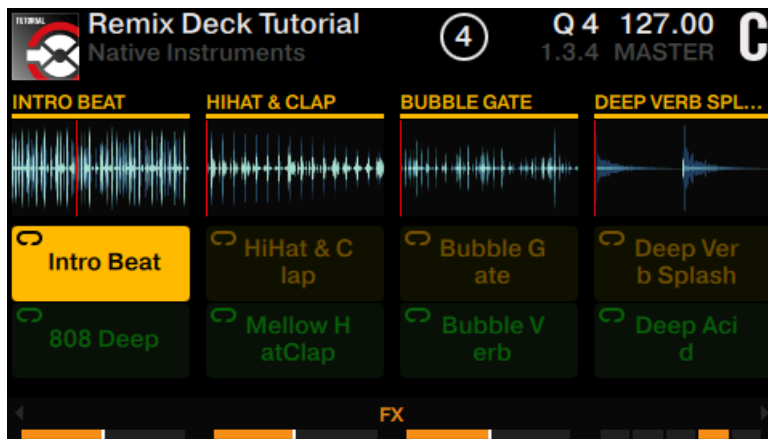 TUTORIAL
Remix Deck Tutorial
Native Instruments
4
Q 4 127.00
1.3.4 MASTER
C
INTRO BEAT HIHAT & CLAP BUBBLE GATE DEEP VERB SPL...
Intro Beat
HiHat & C
lap
Bubble G
ate
Deep Ver
b Splash
808 Deep
Mellow H
atClap
Bubble V
erb
Deep Aci
d
FX